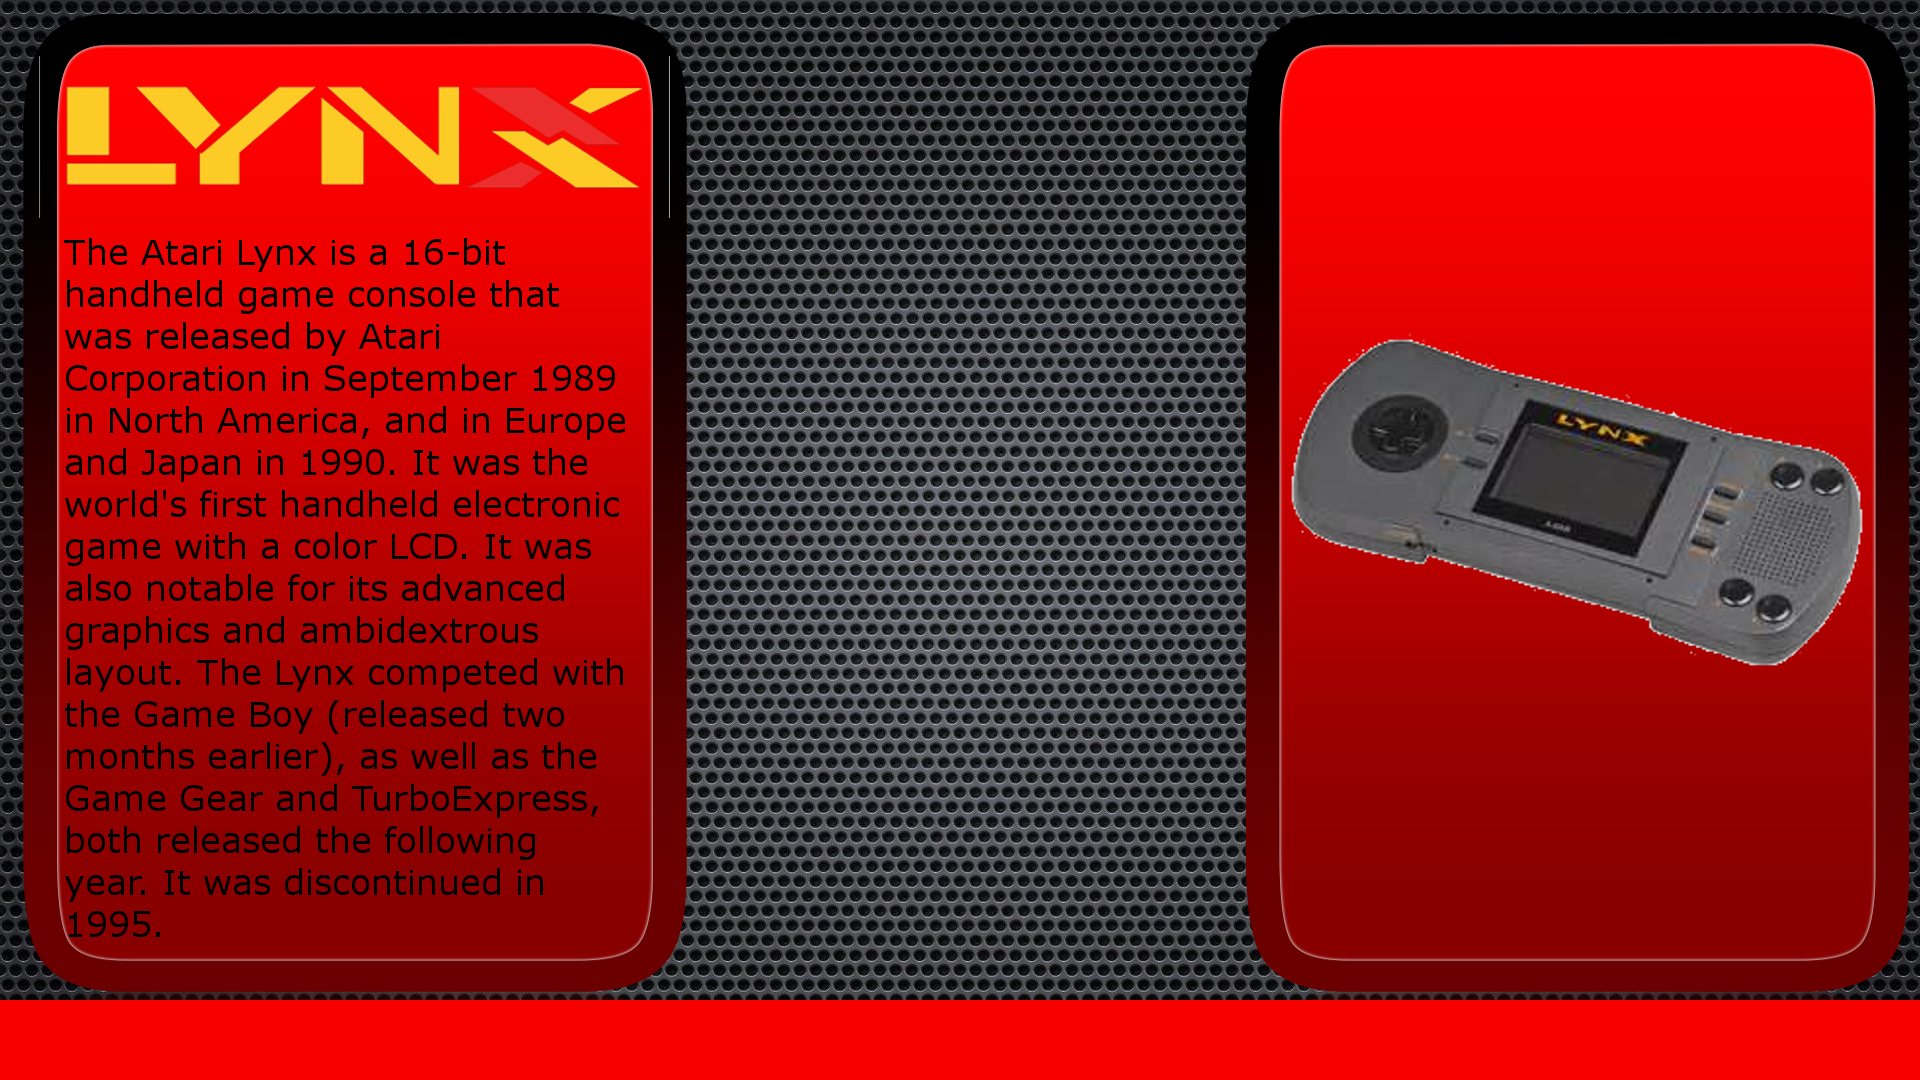 LYNX
The Atari Lynx is a 16-bit
handheld game console that
was released by Atari
Corporation in September 1989
in North America, and in Europe
and Japan in 1990. It was the
world's first handheld electronic
game with a color LCD. It was
also notable for its advanced
graphics and ambidextrous
layout. The Lynx competed with
the Game Boy (released two
months earlier), as well as the
Game Gear and TurboExpress,
both released the following
year. It was discontinued in
1995.
LYNX